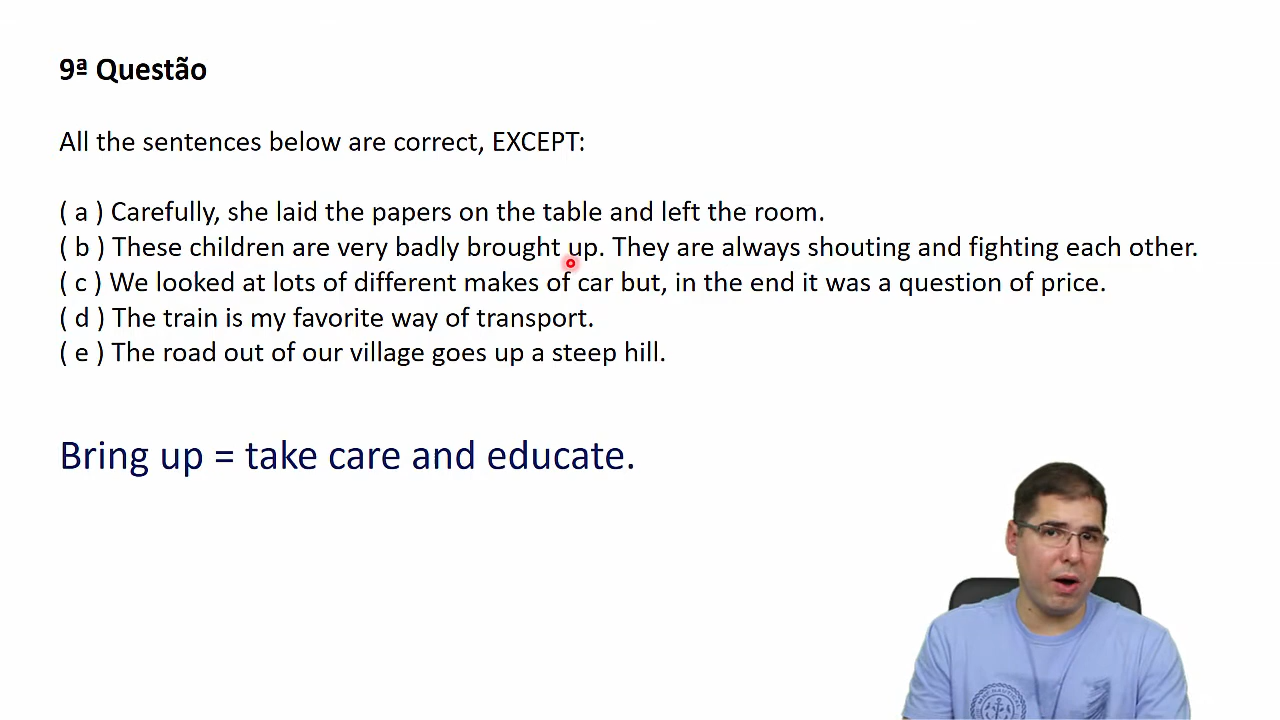 9ª Questão
All the sentences below are correct, EXCEPT:
( a ) Carefully, she laid the papers on the table and left the room.
( b ) These children are very badly brought up. They are always shouting and fighting each other.
( c ) We looked at lots of different makes of car but, in the end it was a question of price.
( d ) The train is my favorite way of transport.
( e ) The road out of our village goes up a steep hill.
Bring up = take care and educate.